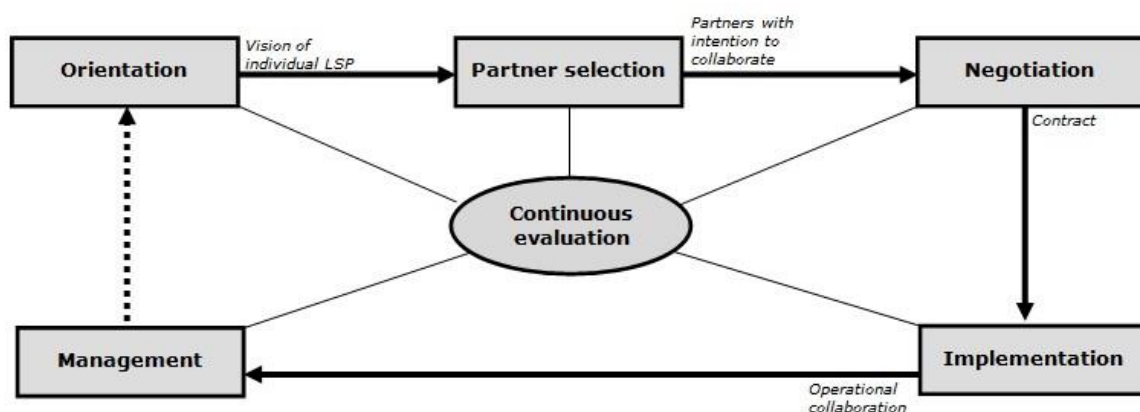 Orientation
Vision of
individual LSP
Partner selection
Partners with
intention to
collaborate
Negotiation
Contract
Continuous
evaluation
Management
Implementation
Operational
collaboration